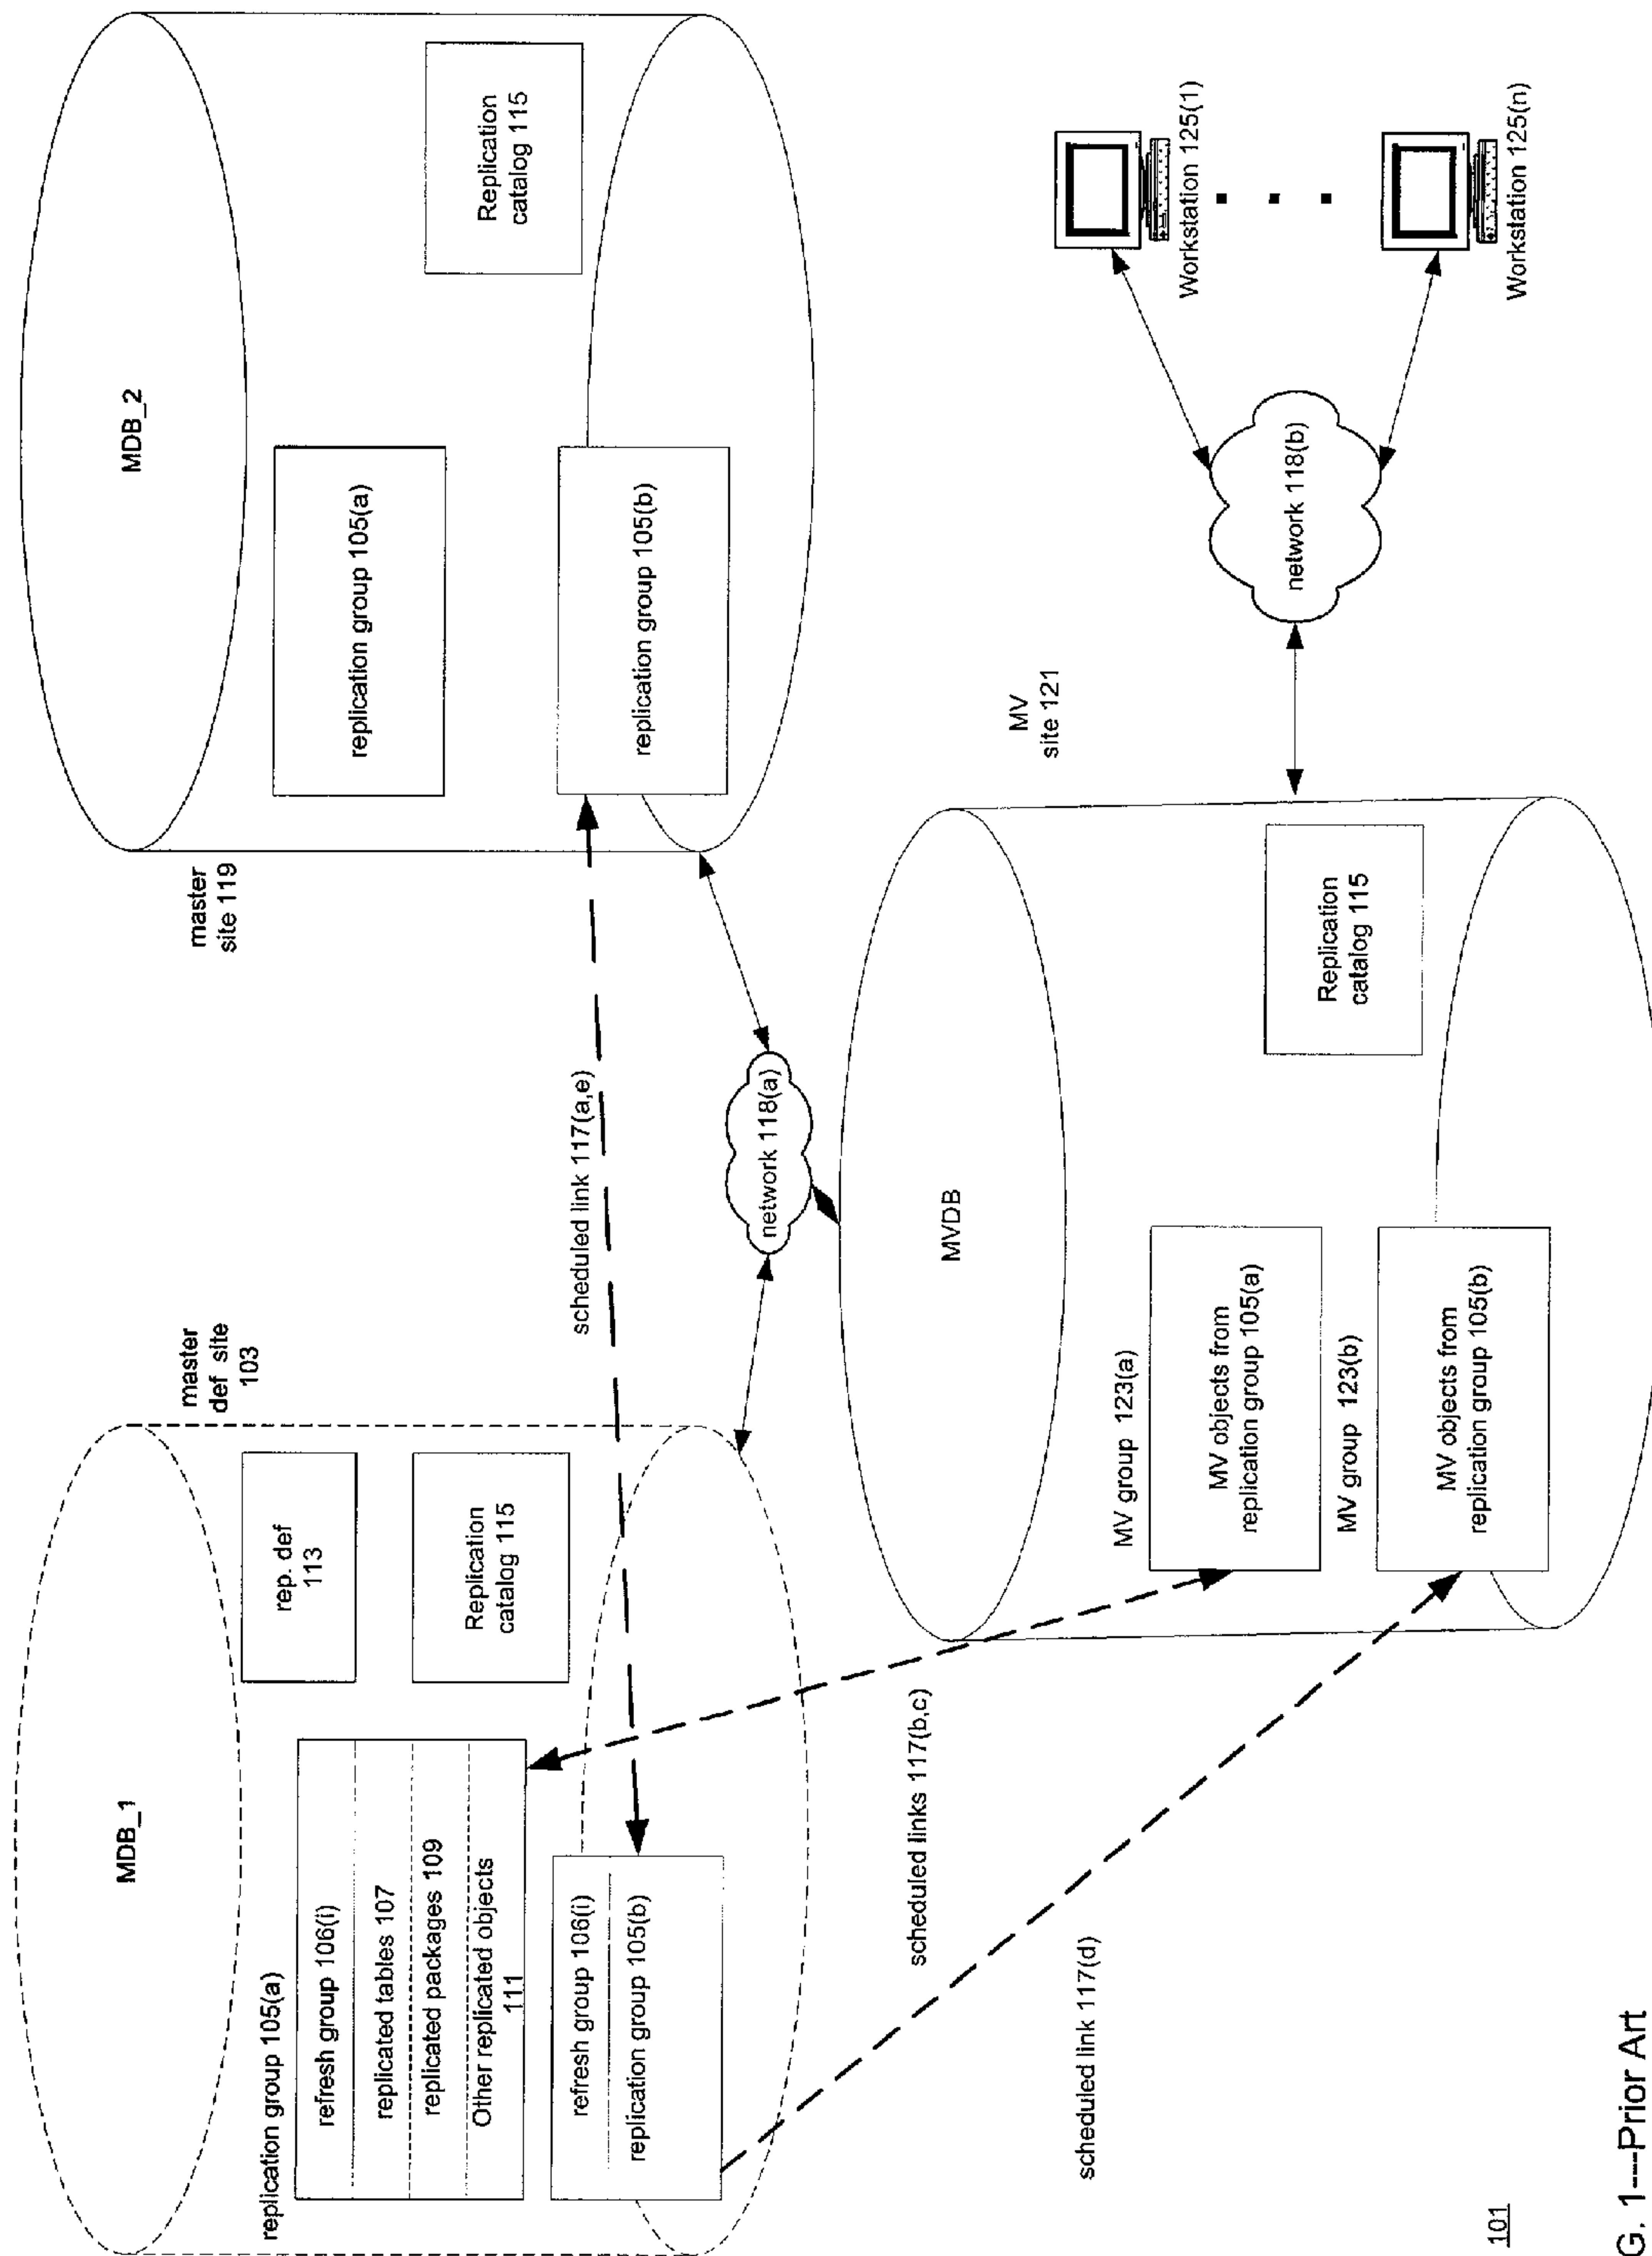 MDB_1
replication group 105(a)
refresh group 106(i)
replicated tables 107
replicated packages 109
Other replicated objects
111
refresh group 106(i)
replication group 105(b)
rep. def
113
Replication
catalog 115
master
def site
103
scheduled link 117(a,e)
master
site 119
MDB_2
replication group 105(a)
replication group 105(b)
Replication
catalog 115
network 118(a)
scheduled links 117(b,c)
scheduled link 117(d)
MVDB
MV group 123(a)
MV objects from
replication group 105(a)
MV group 123(b)
MV objects from
replication group 105(b)
Replication
catalog 115
MV
site 121
network 118(b)
Workstation 125(1)
Workstation 125(n)
101
G. 1---Prior Art